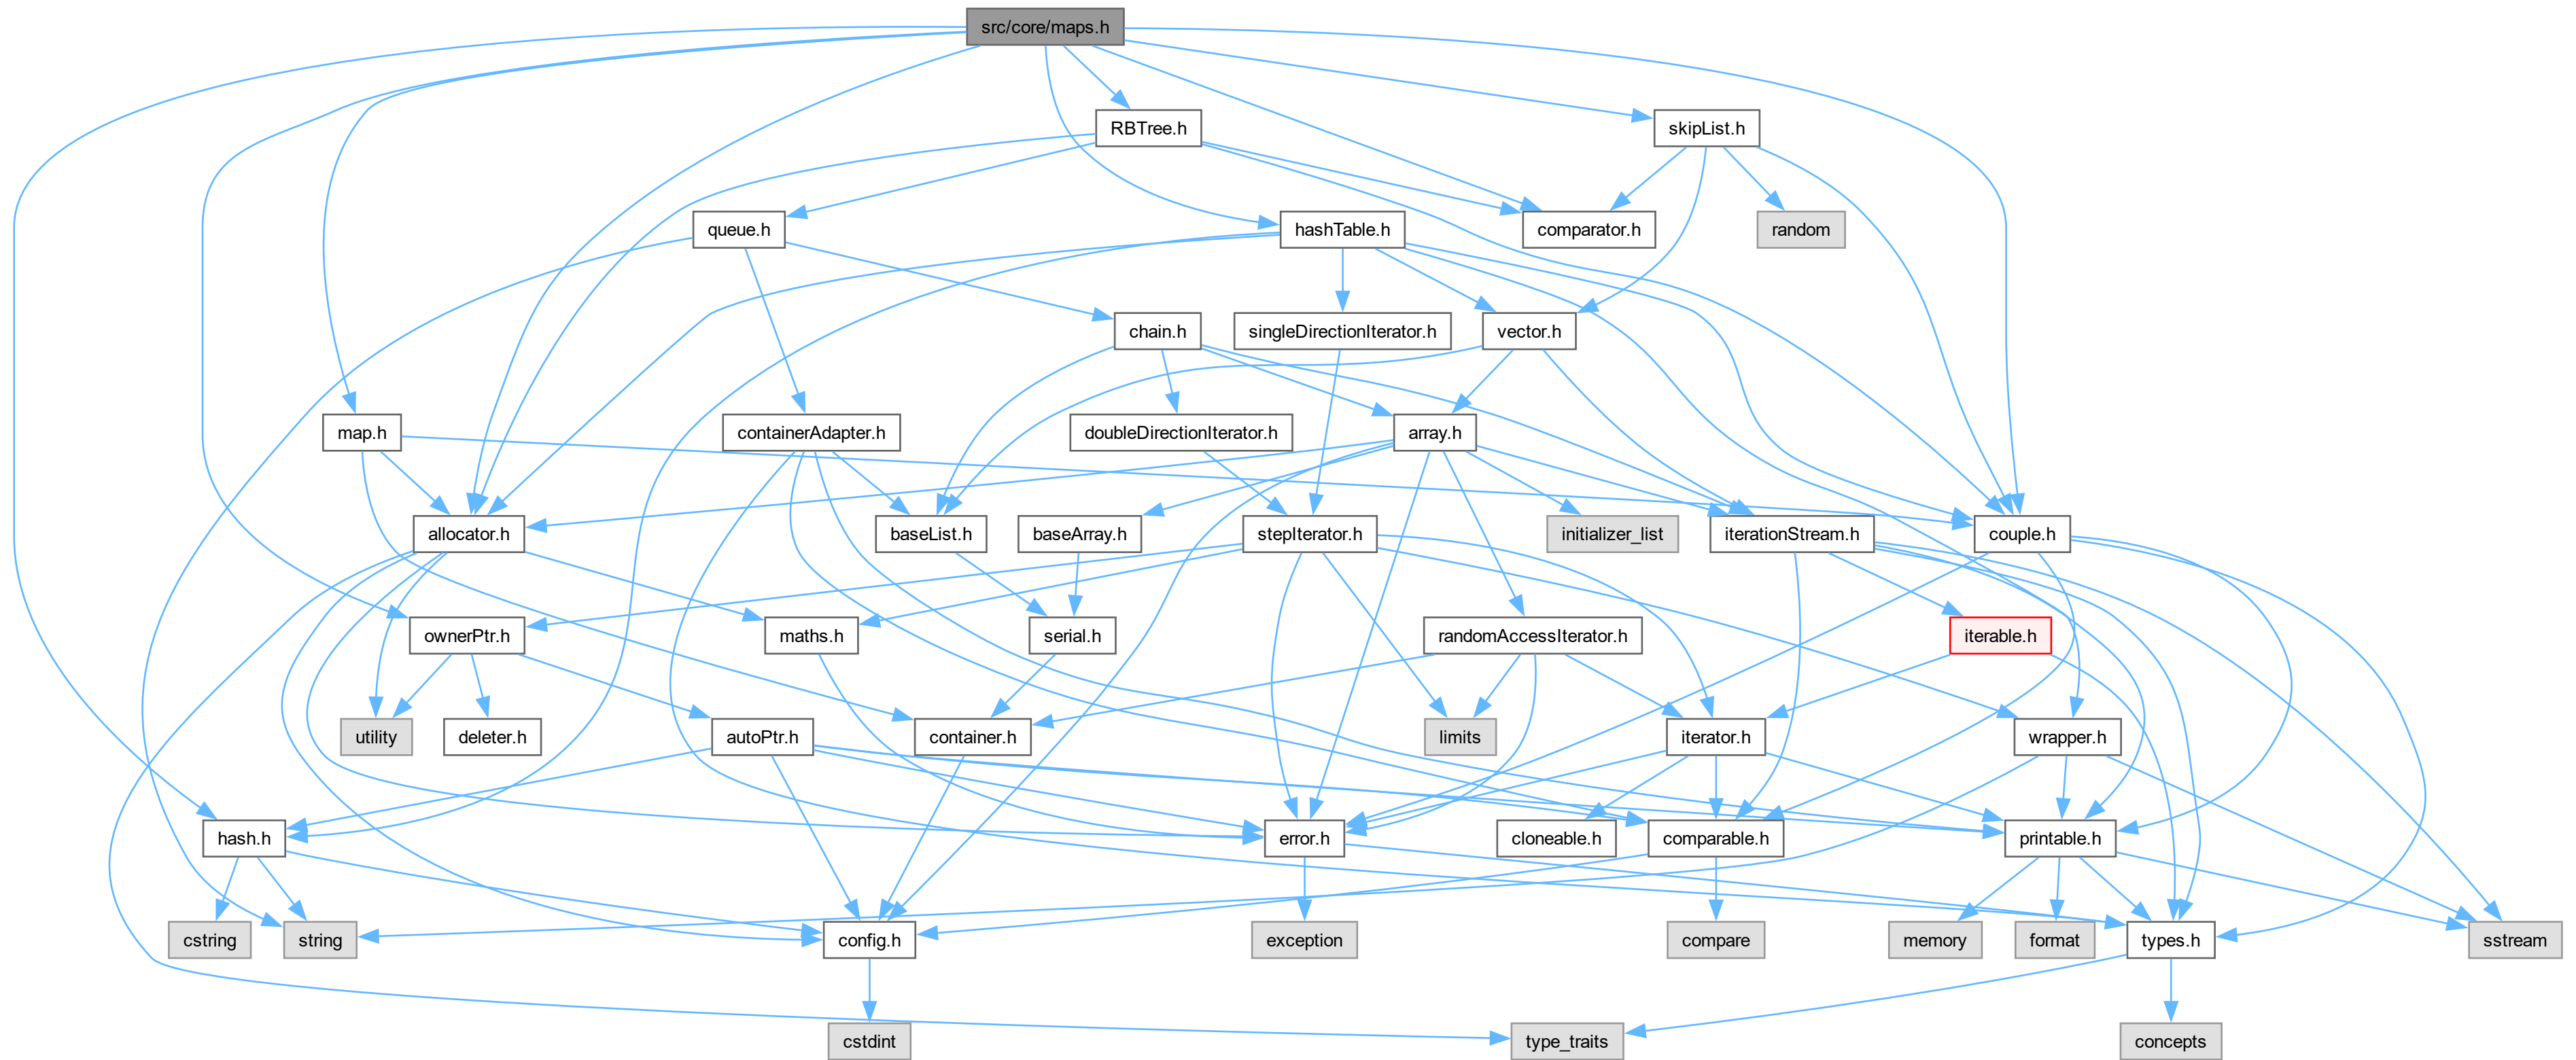 src/core/maps.h
RBTree.h
skipList.h
queue.h
hashTable.h
comparator.h
random
chain.h
singleDirectionIterator.h
vector.h
map.h
containerAdapter.h
doubleDirectionIterator.h
array.h
allocator.h
baseList.h
baseArray.h
stepIterator.h
initializer_list
iterationStream.h
couple.h
ownerPtr.h
maths.h
serial.h
randomAccessIterator.h
iterable.h
utility
deleter.h
autoPtr.h
container.h
limits
iterator.h
wrapper.h
hash.h
error.h
cloneable.h
comparable.h
printable.h
cstring
string
config.h
exception
compare
memory
format
types.h
sstream
cstdint
type_traits
concepts